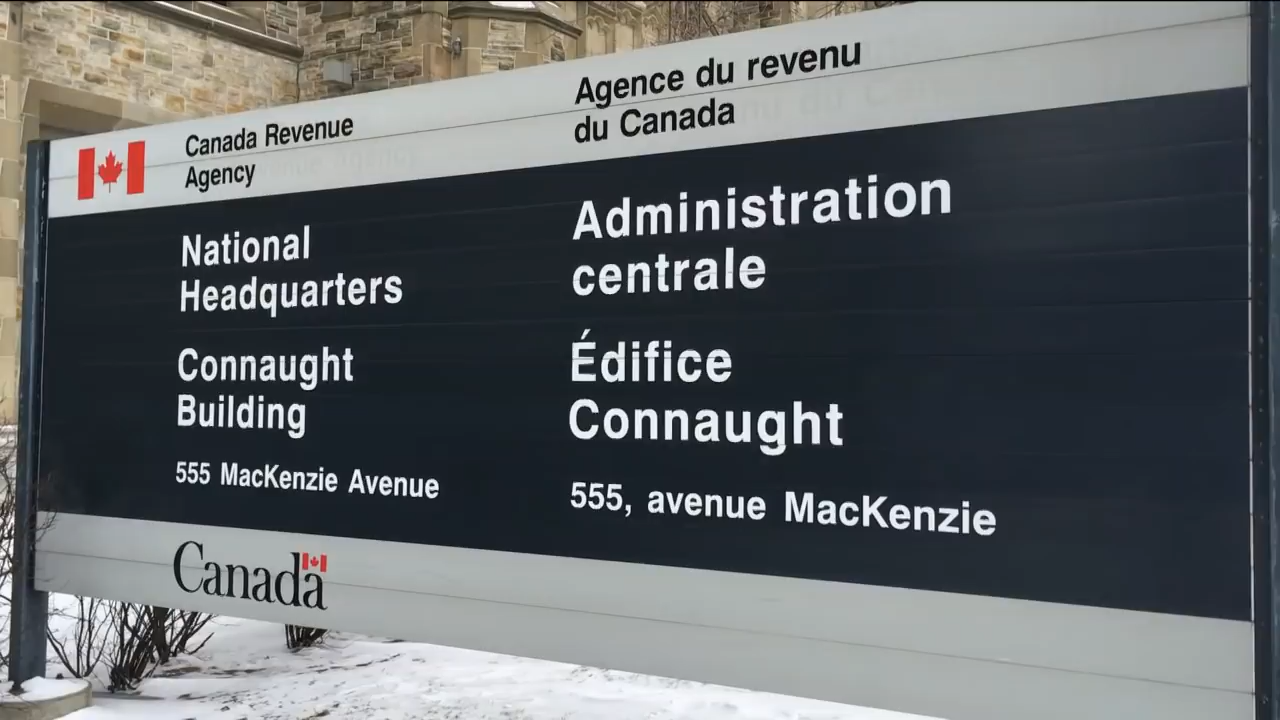 Canada Revenue
Agency
Agence du revenu
du Canada
National
Headquarters
Administration
centrale
Connaught
Building
Édifice
Connaught
555 MacKenzie Avenue
555, avenue MacKenzie
Canada